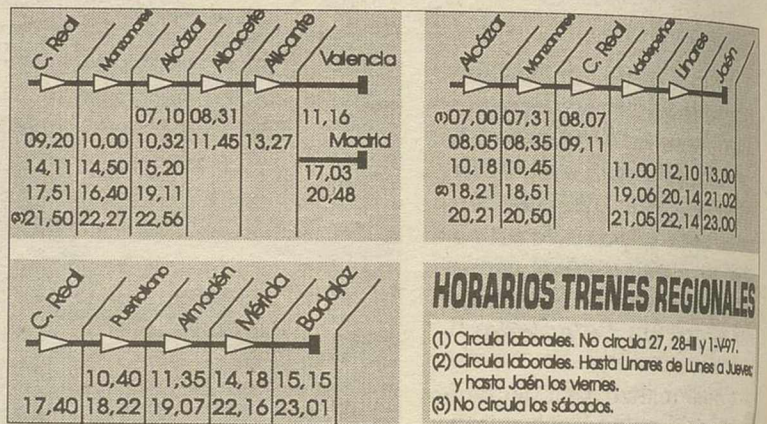 C. Real Manzanares Alcázar Albacete Alicante Valencia
07,10 08,31 11,16
09,20 10,00 10,32 11,45 13,27 Madrid
14,11 14,50 15,20 17,03
17,51 16,40 19,11 20,48
(3)21,50 22,27 22,56
Alcázar Manzanares C. Real Valdepeñas Linares Jaén
(1)07,00 07,31 08,07
08,05 08,35 09,11
10,18 10,45 11,00 12,10 13,00
(2)18,21 18,51 19,06 20,14 21,02
20,21 20,50 21,05 22,14 23,00
C. Real Puertollano Almadén Mérida Badajoz
10,40 11,35 14,18 15,15
17,40 18,22 19,07 22,16 23,01
HORARIOS TRENES REGIONALES
(1) Circula laborales. No circula 27, 28-III y 1-V-97.
(2) Circula laborales. Hasta Linares de Lunes a Jueves
y hasta Jaén los viernes.
(3) No circula los sábados.